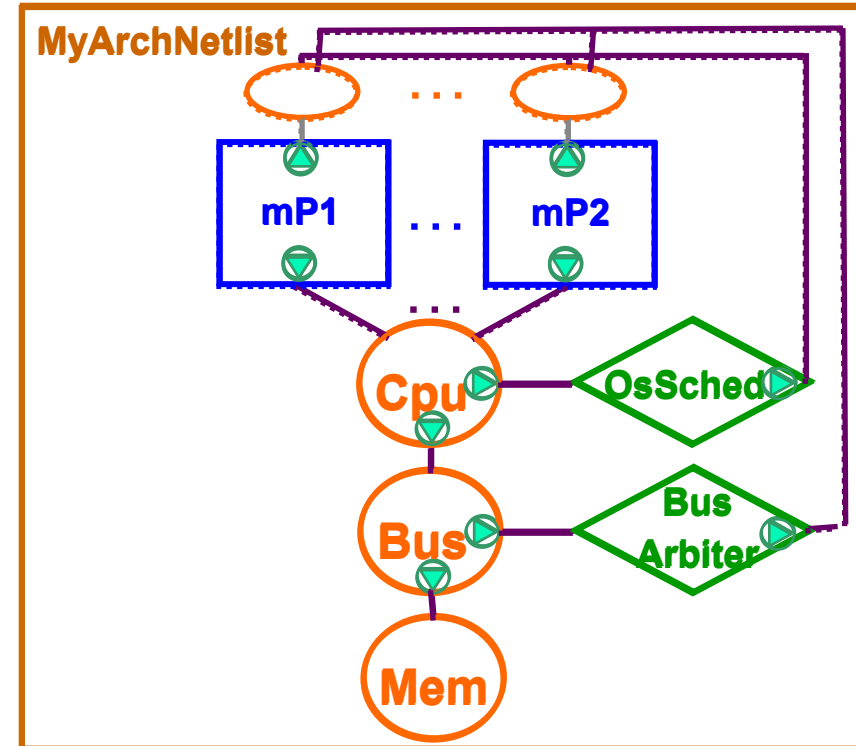 MyArchNetlist
. . .
mP1
. . .
mP2
. . .
Cpu
OsSched
Bus
Bus
Arbiter
Mem